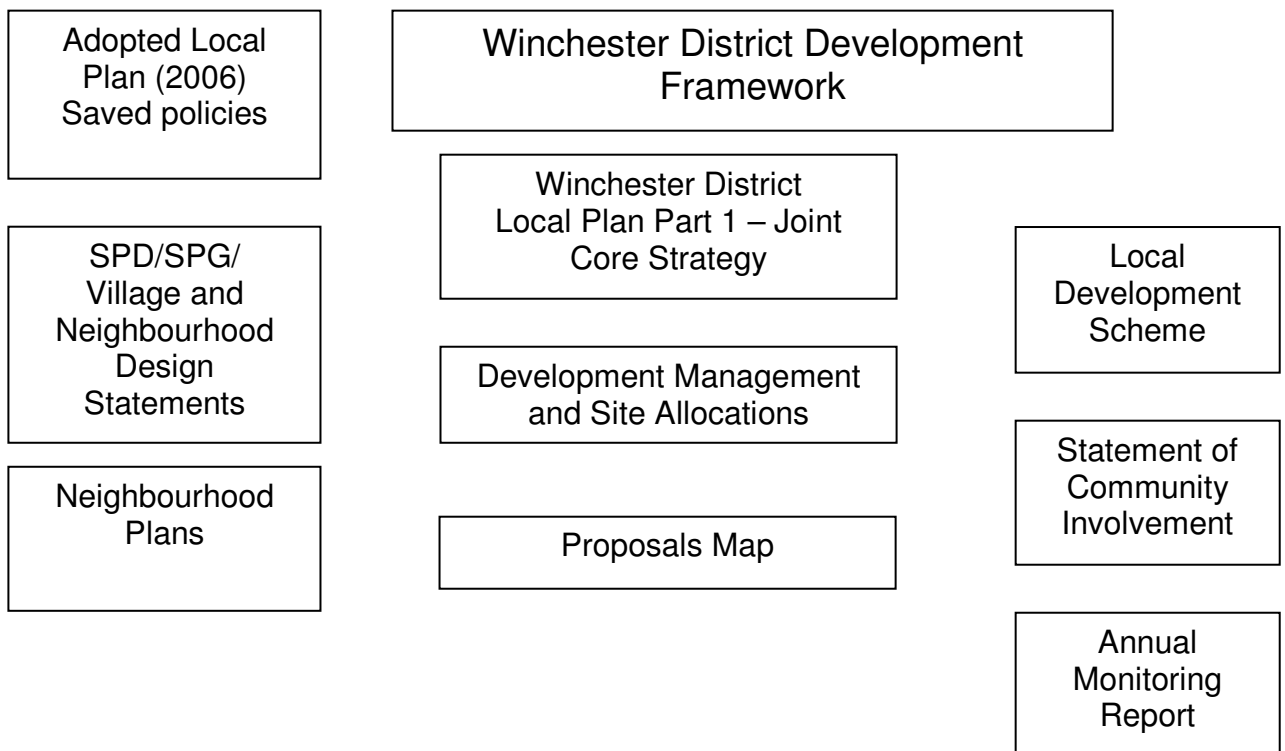 Adopted Local
Plan (2006)
Saved policies
Winchester District Development
Framework
Winchester District
Local Plan Part 1 – Joint
Core Strategy
SPD/SPG/
Village and
Neighbourhood
Design
Statements
Local
Development
Scheme
Development Management
and Site Allocations
Statement of
Community
Involvement
Neighbourhood
Plans
Proposals Map
Annual
Monitoring
Report